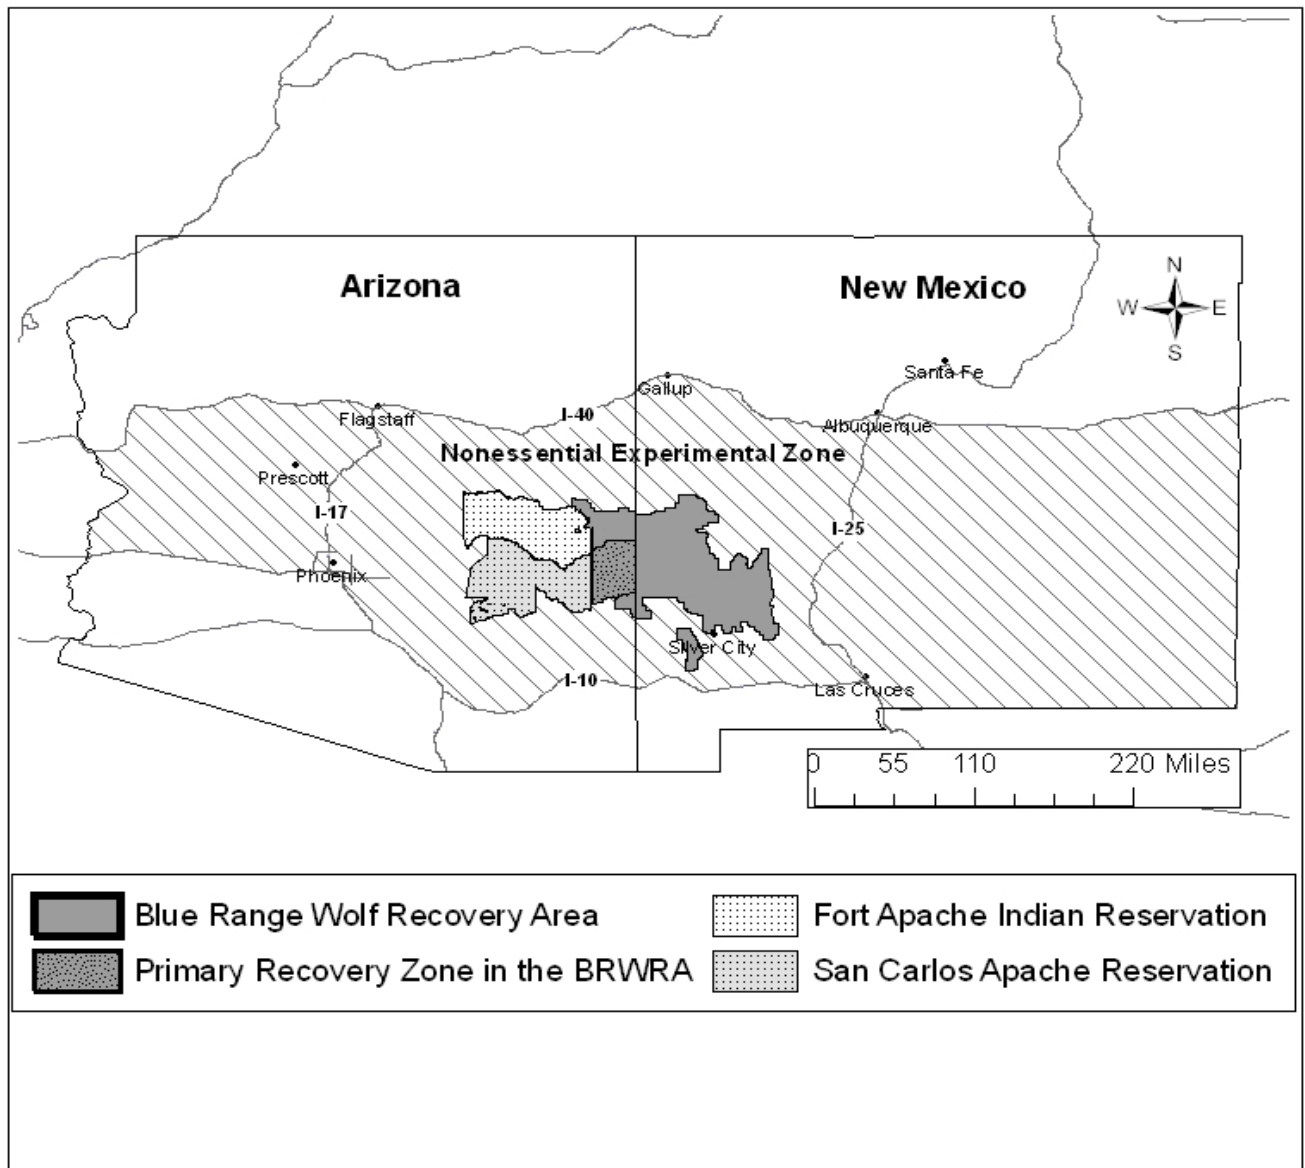 Arizona
New Mexico
N
W E
S
Santa Fe
Gallup
Flagstaff
I-40
Albuquerque
Nonessential Experimental Zone
Prescott
I-17
I-25
Phoenix
Silver City
I-10
Las Cruces
0 55 110 220 Miles
Blue Range Wolf Recovery Area
Fort Apache Indian Reservation
Primary Recovery Zone in the BRWRA
San Carlos Apache Reservation